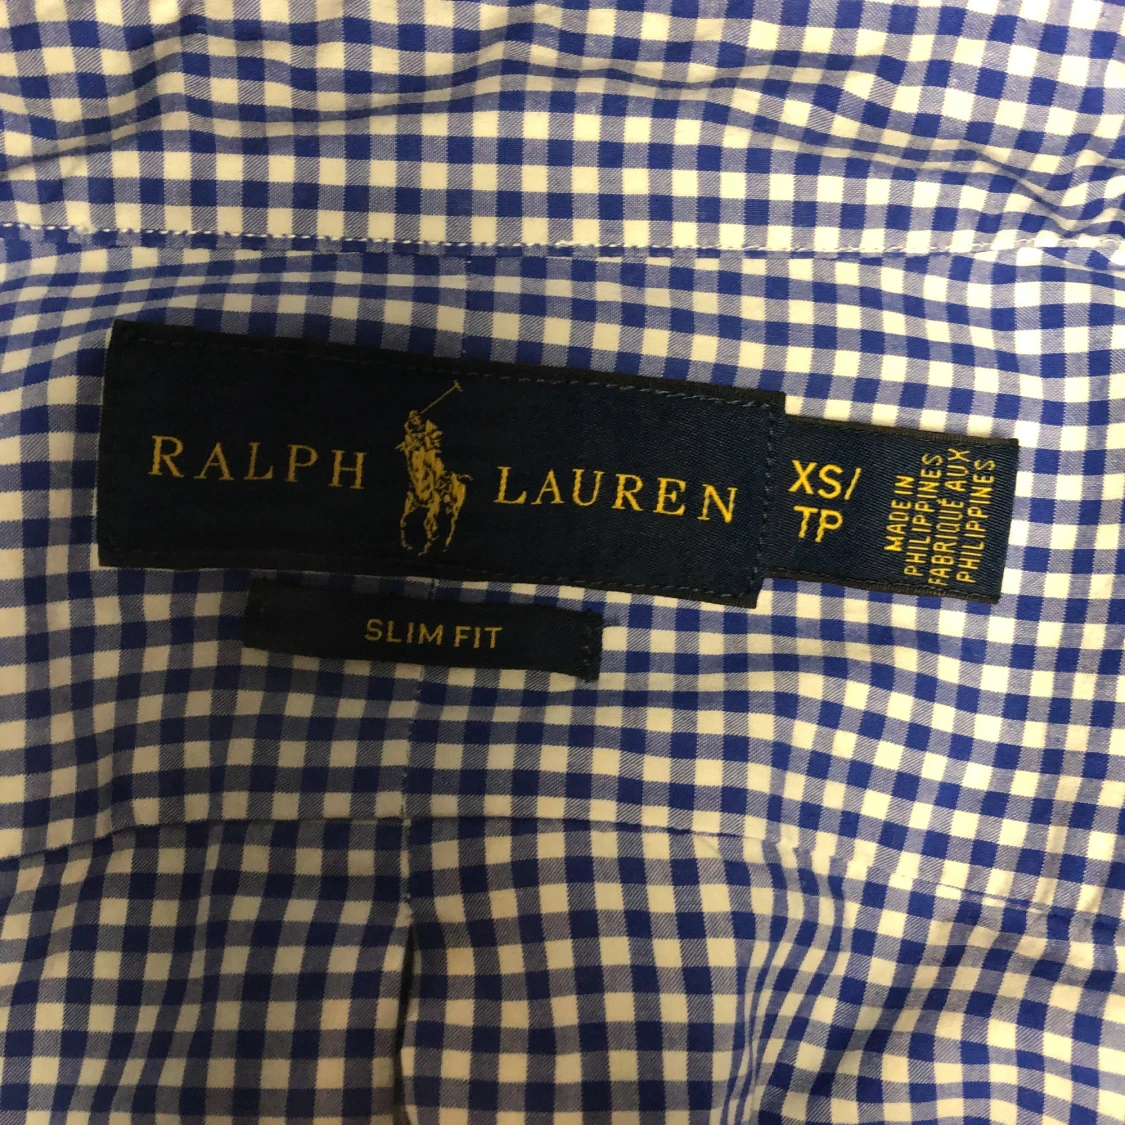 RALPH LAUREN
XS/
TP
MADE IN
PHILIPPINES
FABRIQUÉ AUX
PHILIPPINES
SLIM FIT